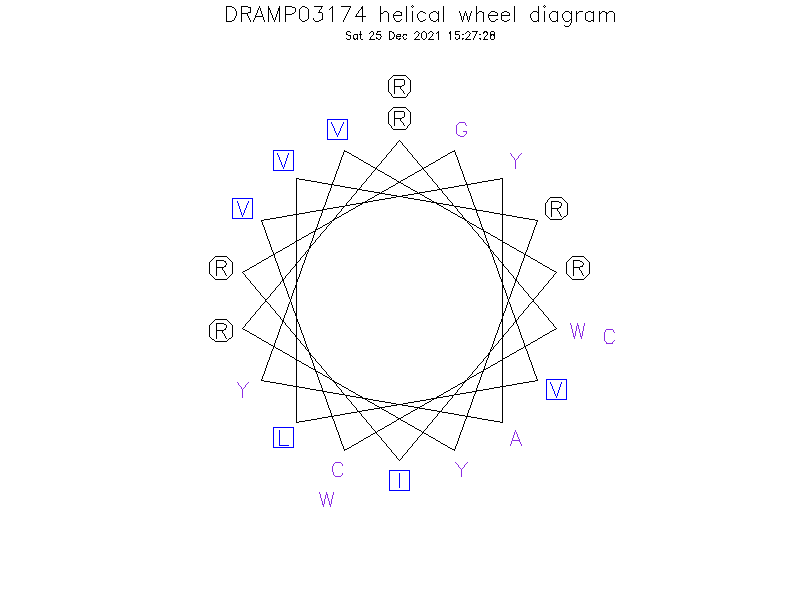 DRAMP03174 helical wheel diagram
Sat 25 Dec 2021 15:27:28
R
R
V G
V Y
V R
R R
R W C
Y V
L A
C Y
I
W